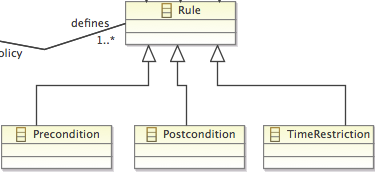 Rule
defines
1..*
olicy
Precondition
Postcondition
TimeRestriction